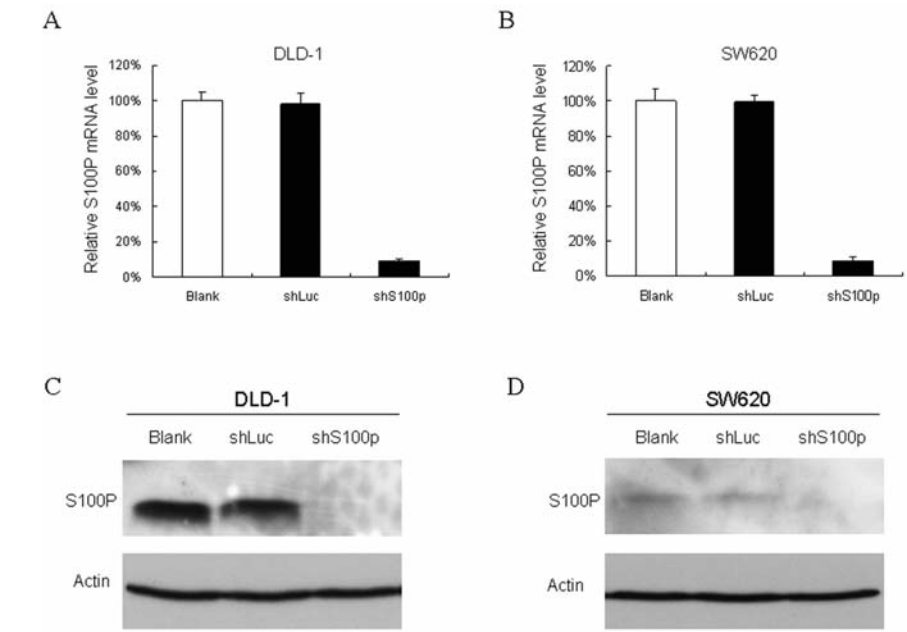 A
DLD-1
Relative S100P mRNA level
120%
100%
80%
60%
40%
20%
0%
Blank shLuc shS100p
B
SW620
Relative S100P mRNA level
120%
100%
80%
60%
40%
20%
0%
Blank shLuc shS100p
C
DLD-1
Blank shLuc shS100p
S100P
Actin
D
SW620
Blank shLuc shS100p
S100P
Actin